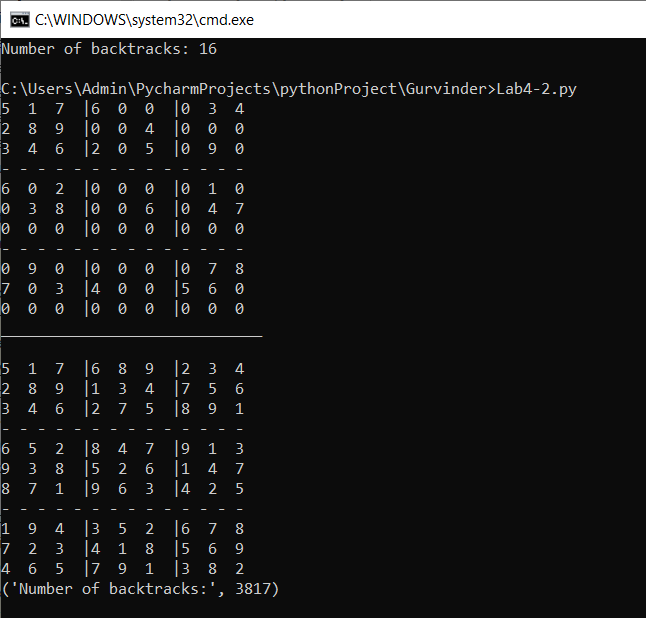 C:\WINDOWS\system32\cmd.exe
Number of backtracks: 16
C:\Users\Admin\PycharmProjects\pythonProject\Gurvinder>Lab4-2.py
5 1 7 |6 0 0 |0 3 4
2 8 9 |0 0 4 |0 0 0
3 4 6 |2 0 5 |0 9 0
- - - - - - - - - - - - - -
6 0 2 |0 0 0 |0 1 0
0 3 8 |0 0 6 |0 4 7
0 0 0 |0 0 0 |0 0 0
- - - - - - - - - - - - - -
0 9 0 |0 0 0 |0 7 8
7 0 3 |4 0 0 |5 6 0
0 0 0 |0 0 0 |0 0 0
_____________________________
5 1 7 |6 8 9 |2 3 4
2 8 9 |1 3 4 |7 5 6
3 4 6 |2 7 5 |8 9 1
- - - - - - - - - - - - - -
6 5 2 |8 4 7 |9 1 3
9 3 8 |5 2 6 |1 4 7
8 7 1 |9 6 3 |4 2 5
- - - - - - - - - - - - - -
1 9 4 |3 5 2 |6 7 8
7 2 3 |4 1 8 |5 6 9
4 6 5 |7 9 1 |3 8 2
('Number of backtracks:', 3817)